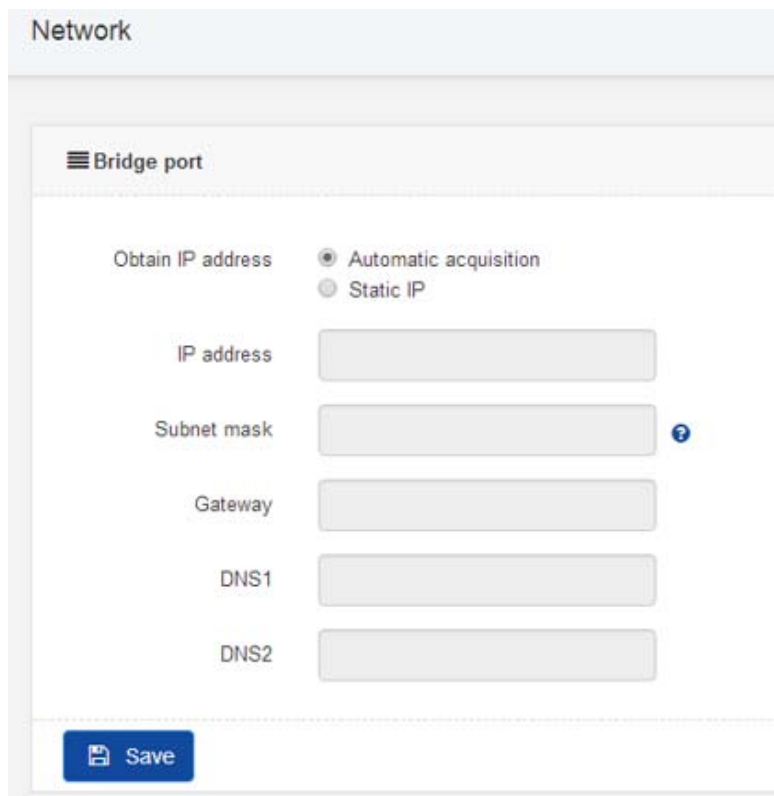 Network
Bridge port
Obtain IP address
Automatic acquisition
Static IP
IP address
Subnet mask
?
Gateway
DNS1
DNS2
Save